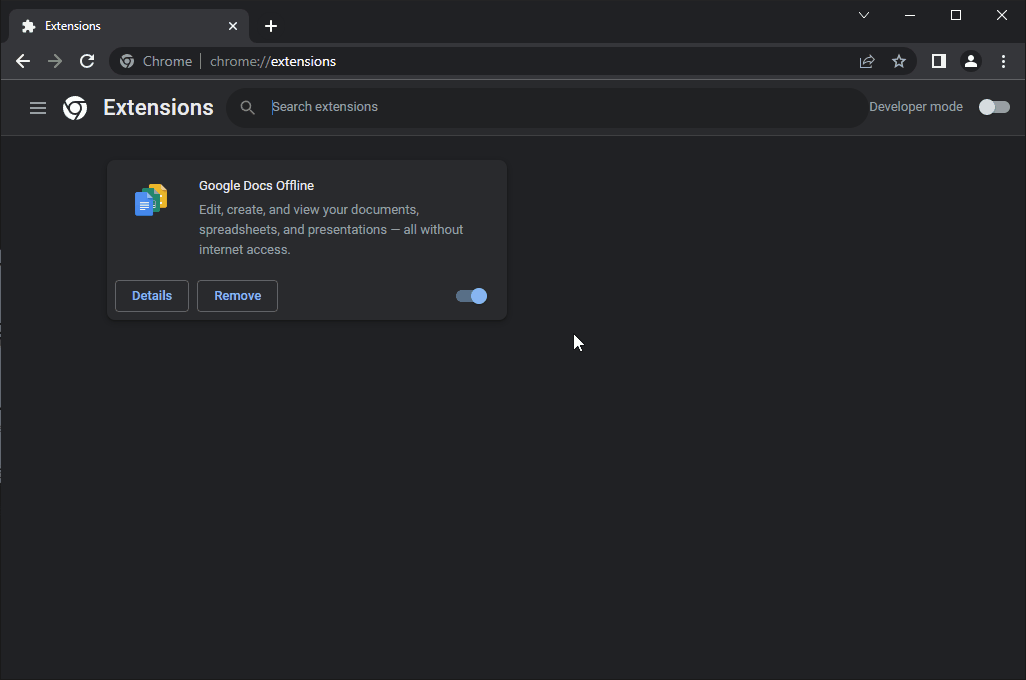 Extensions
Chrome chrome://extensions
Extensions
Search extensions
Developer mode
Google Docs Offline
Edit, create, and view your documents,
spreadsheets, and presentations — all without
internet access.
Details
Remove